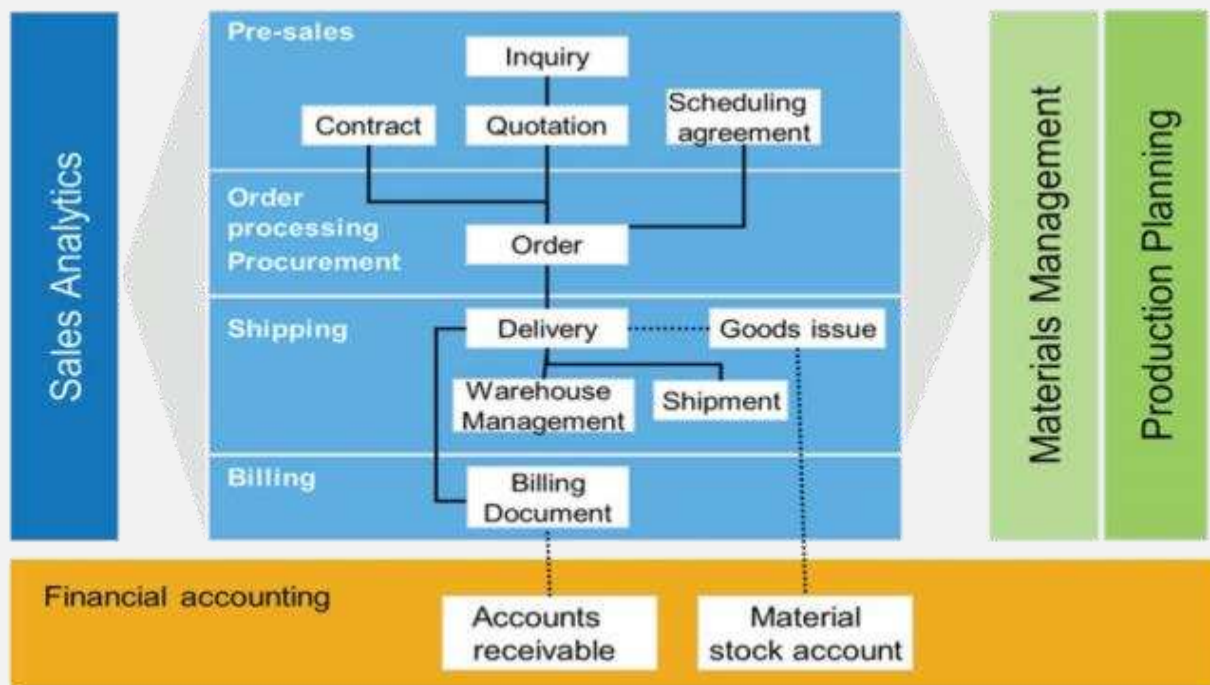 Sales Analytics
Pre-sales
Inquiry
Contract
Quotation
Scheduling
agreement
Order
processing
Procurement
Order
Shipping
Delivery
Goods issue
Warehouse
Management
Shipment
Billing
Billing
Document
Materials Management
Production Planning
Financial accounting
Accounts
receivable
Material
stock account